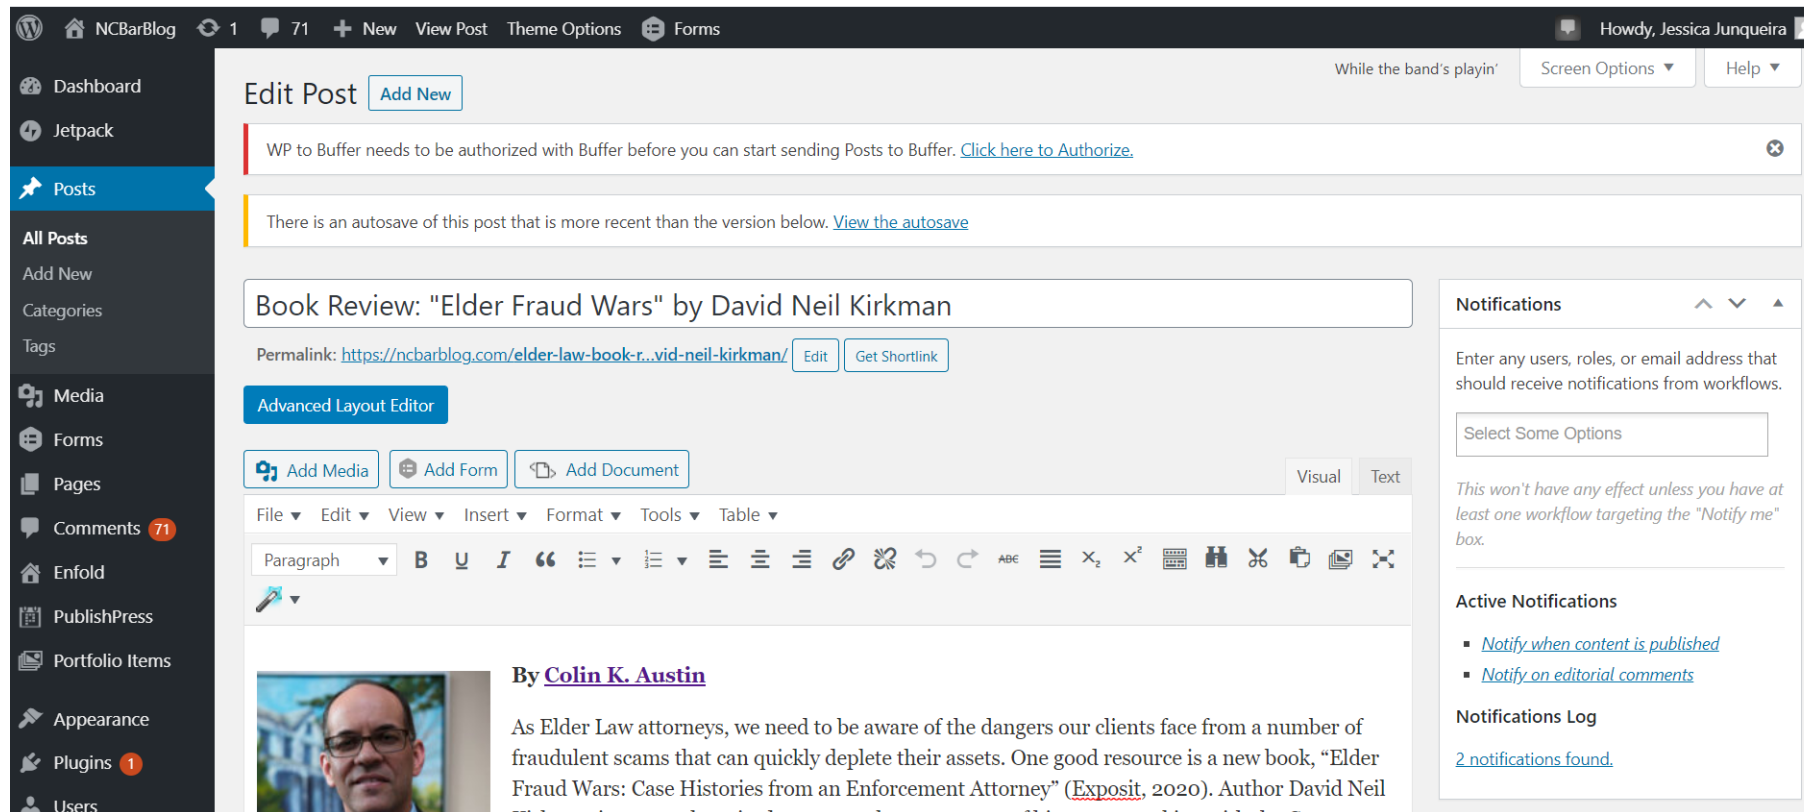 NCBarBlog 1 71 New View Post Theme Options Forms Howdy, Jessica Junqueira
Dashboard
Jetpack
Posts
All Posts
Add New
Categories
Tags
Media
Forms
Pages
Comments 71
Enfold
PublishPress
Portfolio Items
Appearance
Plugins 1
Users
While the band's playin' Screen Options Help
Edit Post Add New
WP to Buffer needs to be authorized with Buffer before you can start sending Posts to Buffer. Click here to Authorize.
There is an autosave of this post that is more recent than the version below. View the autosave
Book Review: "Elder Fraud Wars" by David Neil Kirkman
Permalink: https://ncbarblog.com/elder-law-book-r...vid-neil-kirkman/ Edit Get Shortlink
Advanced Layout Editor
Add Media Add Form Add Document Visual Text
File Edit View Insert Format Tools Table
Paragraph B U I ABC X2 X2
By Colin K. Austin
As Elder Law attorneys, we need to be aware of the dangers our clients face from a number of
fraudulent scams that can quickly deplete their assets. One good resource is a new book, “Elder
Fraud Wars: Case Histories from an Enforcement Attorney” (Exposit, 2020). Author David Neil
Notifications
Enter any users, roles, or email address that
should receive notifications from workflows.
Select Some Options
This won't have any effect unless you have at
least one workflow targeting the "Notify me"
box.
Active Notifications
Notify when content is published
Notify on editorial comments
Notifications Log
2 notifications found.